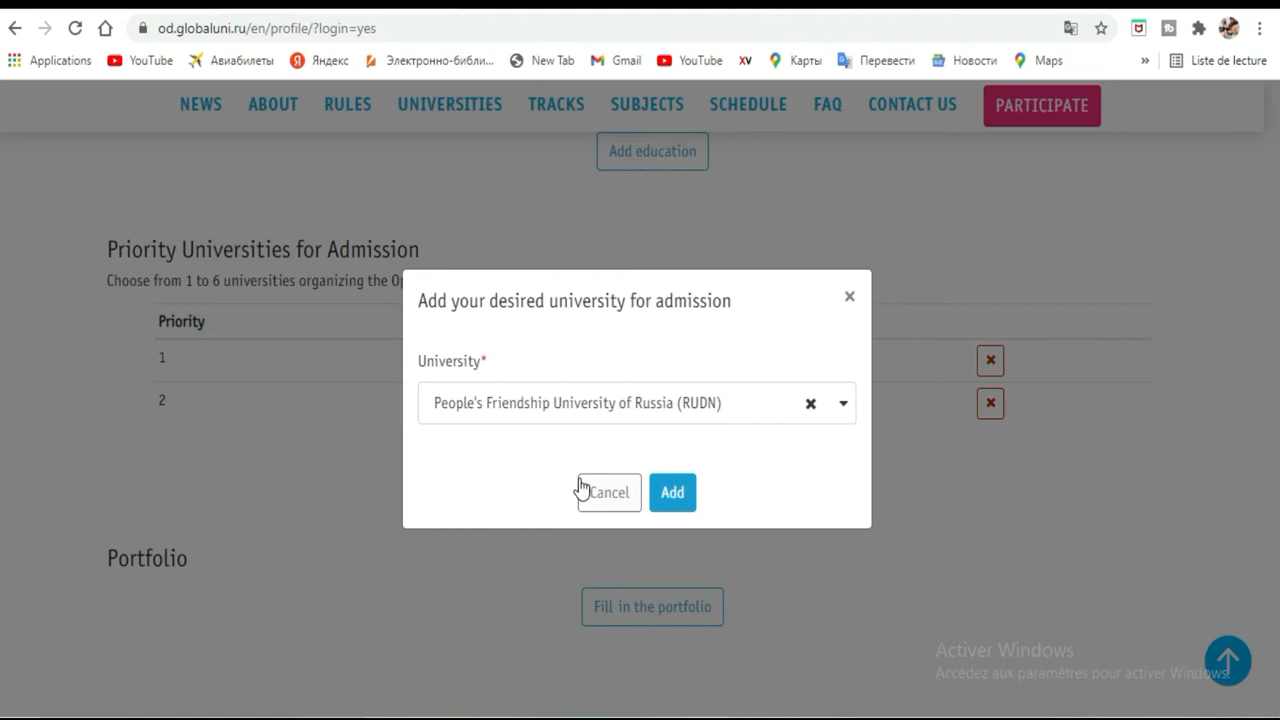 od.globaluni.ru/en/profile/?login=yes
Applications YouTube Авиабилеты Яндекс Электронно-библи... New Tab Gmail YouTube XV Карты Перевести Новости Maps » Liste de lecture
NEWS ABOUT RULES UNIVERSITIES TRACKS SUBJECTS SCHEDULE FAQ CONTACT US PARTICIPATE
Add education
Priority Universities for Admission
Choose from 1 to 6 universities organizing the
Priority
1
2
Add your desired university for admission
University*
People's Friendship University of Russia (RUDN)
Cancel Add
Portfolio
Fill in the portfolio
Activer Windows
Accédez aux paramètres pour activer Windows.